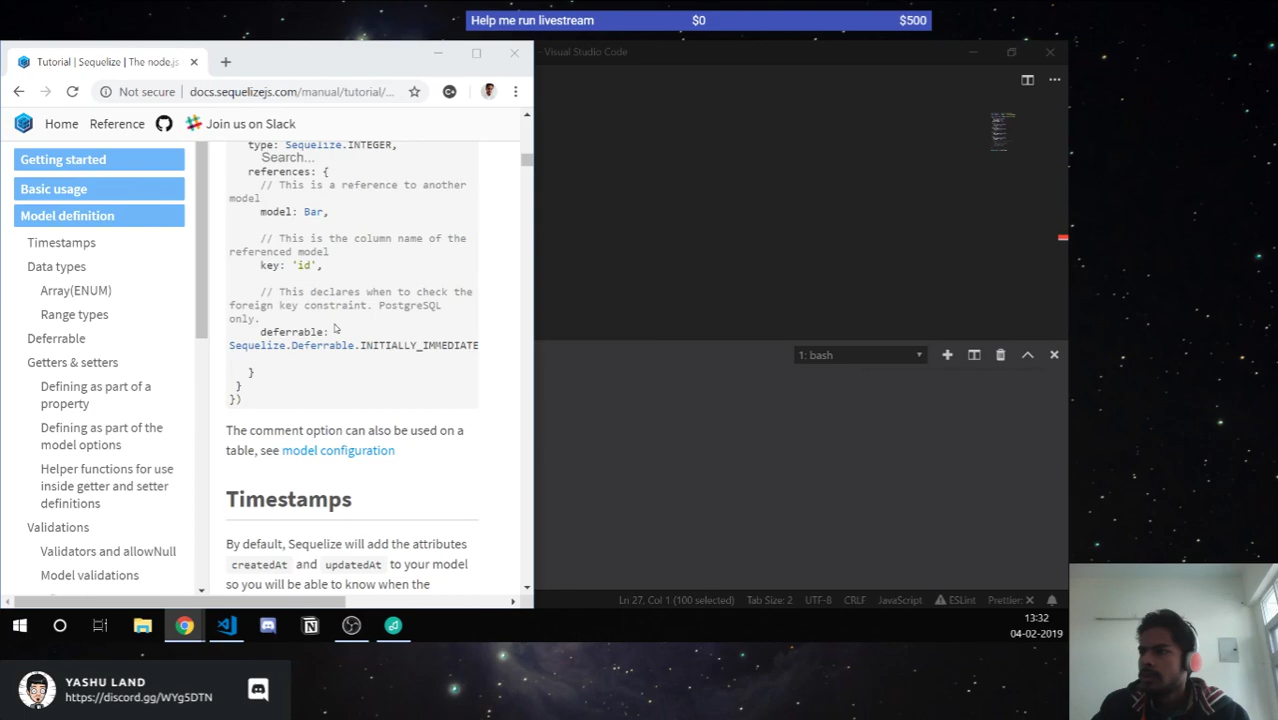 Help me run livestream $0 $500
Tutorial | Sequelize | The node.js
- Visual Studio Code
Not secure docs.sequelizejs.com/manual/tutorial/...
Home Reference Join us on Slack
Getting started
Basic usage
Model definition
Timestamps
Data types
Array(ENUM)
Range types
Deferrable
Getters & setters
Defining as part of a
property
Defining as part of the
model options
Helper functions for use
inside getter and setter
definitions
Validations
Validators and allowNull
Model validations
type: Sequelize.INTEGER,
Search...
references: {
// This is a reference to another
model
model: Bar,
// This is the column name of the
referenced model
key: 'id',
// This declares when to check the
foreign key constraint. PostgreSQL
only.
deferrable:
Sequelize.Deferrable.INITIALLY_IMMEDIATE
}
}
})
The comment option can also be used on a
table, see model configuration
Timestamps
By default, Sequelize will add the attributes
createdAt and updatedAt to your model
so you will be able to know when the
1: bash
Ln 27, Col 1 (100 selected) Tab Size: 2 UTF-8 CRLF JavaScript ESLint Prettier: ✕
13:32
04-02-2019
YASHU LAND
https://discord.gg/WYg5DTN